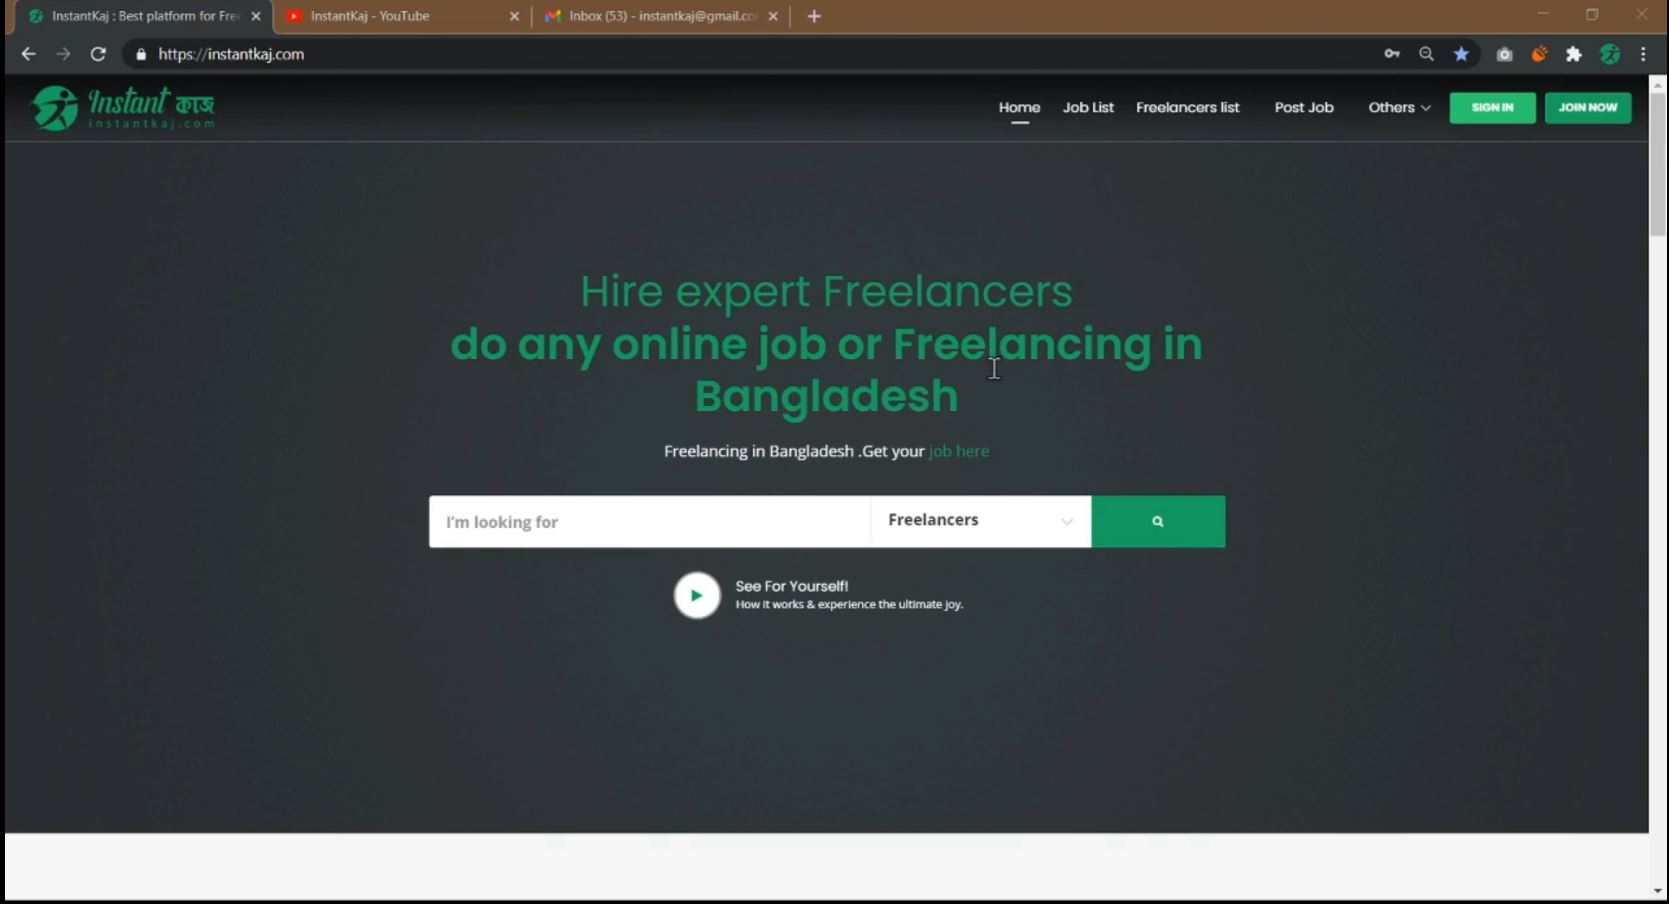 InstantKaj : Best platform for Fre
InstantKaj - YouTube
Inbox (53) - instantkaj@gmail.co
https://instantkaj.com
Instant কাজ
instantkaj.com
Home
Job List
Freelancers list
Post Job
Others
SIGN IN
JOIN NOW
Hire expert Freelancers
do any online job or Freelancing in
Bangladesh
Freelancing in Bangladesh .Get your job here
I'm looking for
Freelancers
See For Yourself!
How it works & experience the ultimate joy.